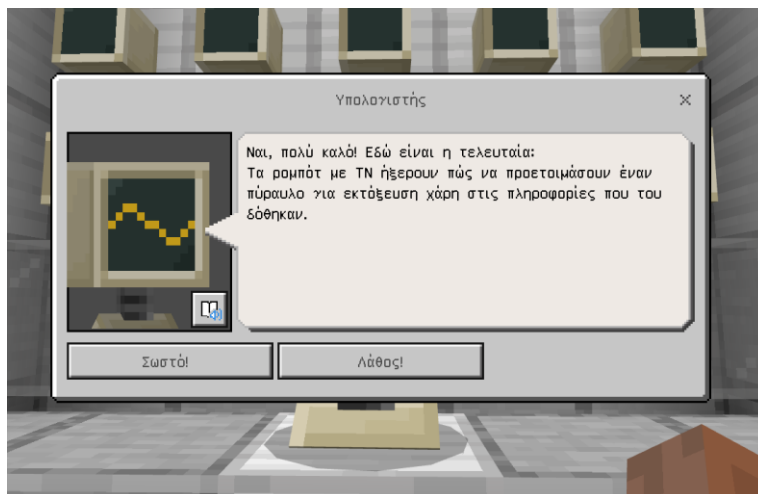 Υπολογιστής
Ναι, πολύ καλό! Εδώ είναι η τελευταία:
Τα ρομπότ με ΤΝ ήξερουν πώς να προετοιμάσουν έναν
πύραυλο για εκτόξευση χάρη στις πληροφορίες που του
δόθηκαν.
Σωστό!
Λάθος!